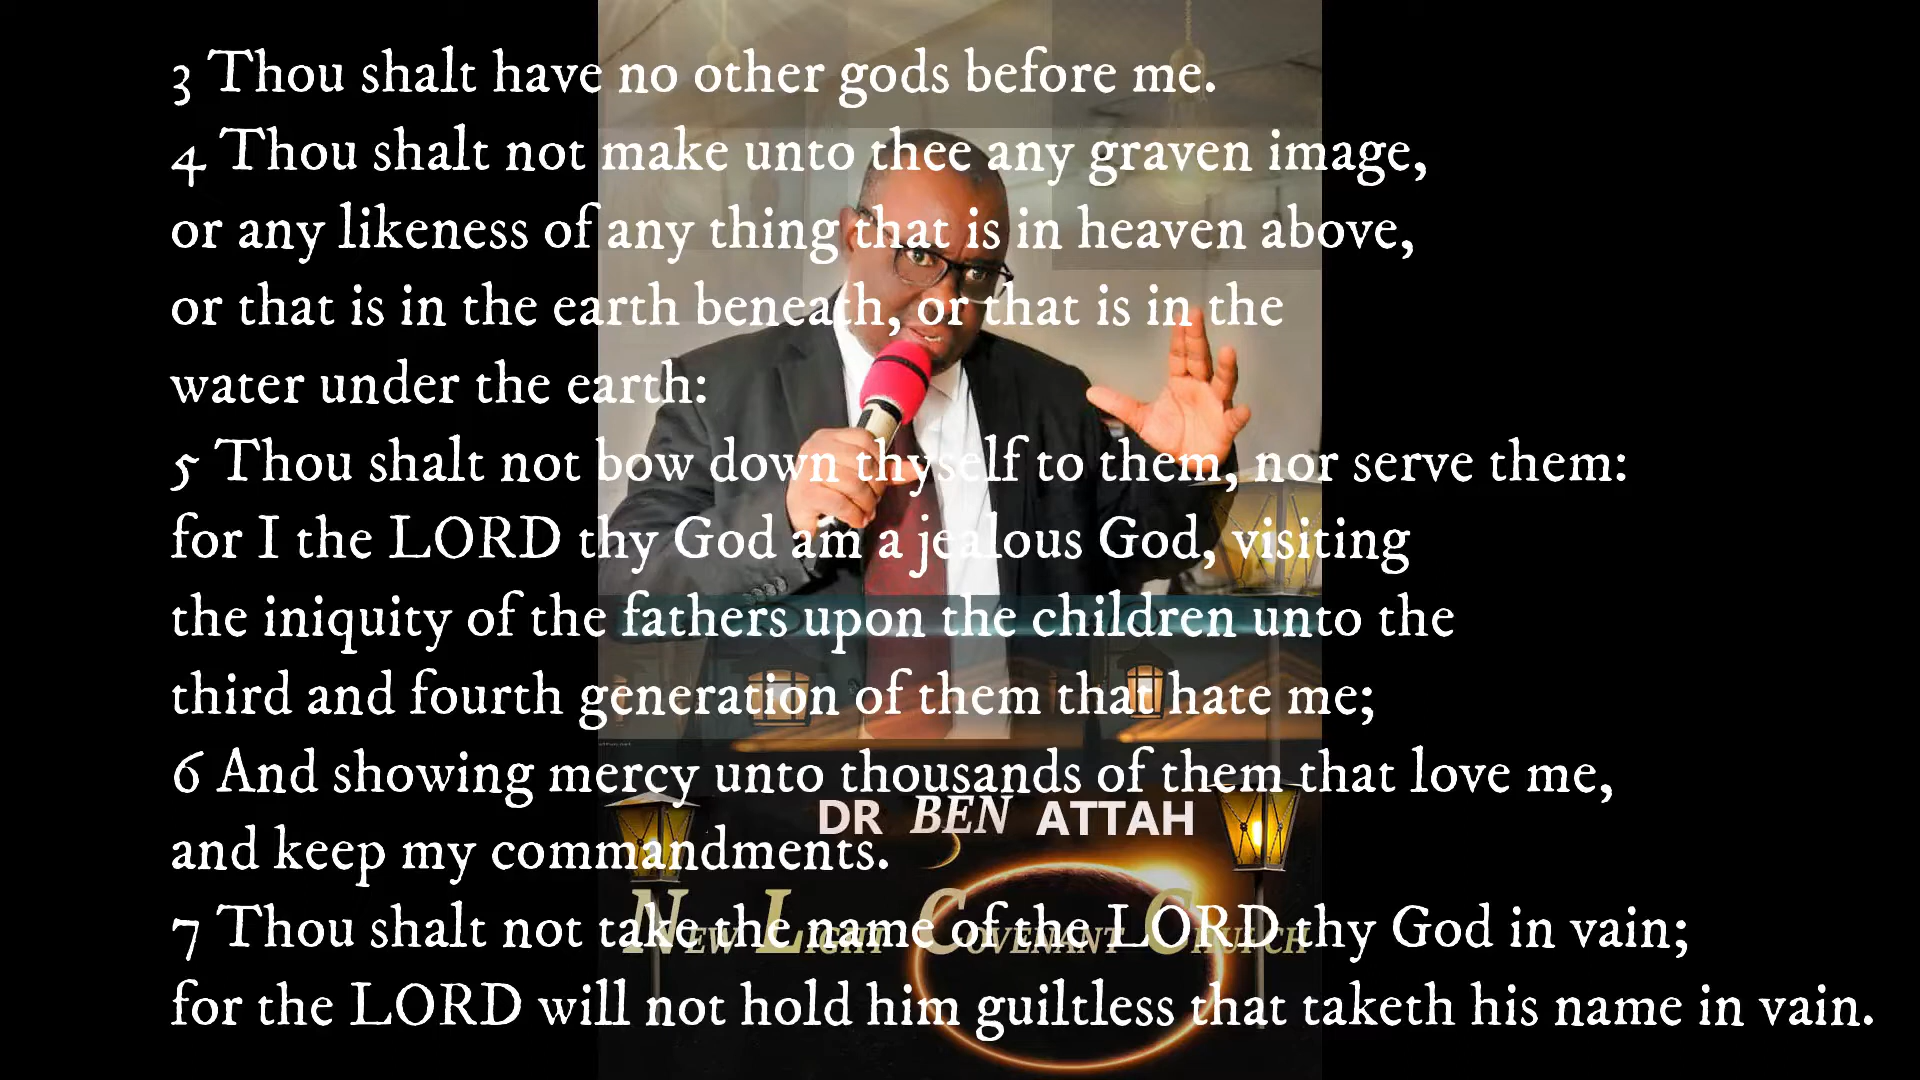 3 Thou shalt have no other gods before me.
4 Thou shalt not make unto thee any graven image,
or any likeness of any thing that is in heaven above,
or that is in the earth beneath, or that is in the
water under the earth:
5 Thou shalt not bow down thyself to them, nor serve them:
for I the LORD thy God am a jealous God, visiting
the iniquity of the fathers upon the children unto the
third and fourth generation of them that hate me;
6 And showing mercy unto thousands of them that love me,
DR BEN ATTAH
and keep my commandments.
7 Thou shalt not take the name of the LORD thy God in vain;
NEW LIGHT COVENANT CHURCH
for the LORD will not hold him guiltless that taketh his name in vain.